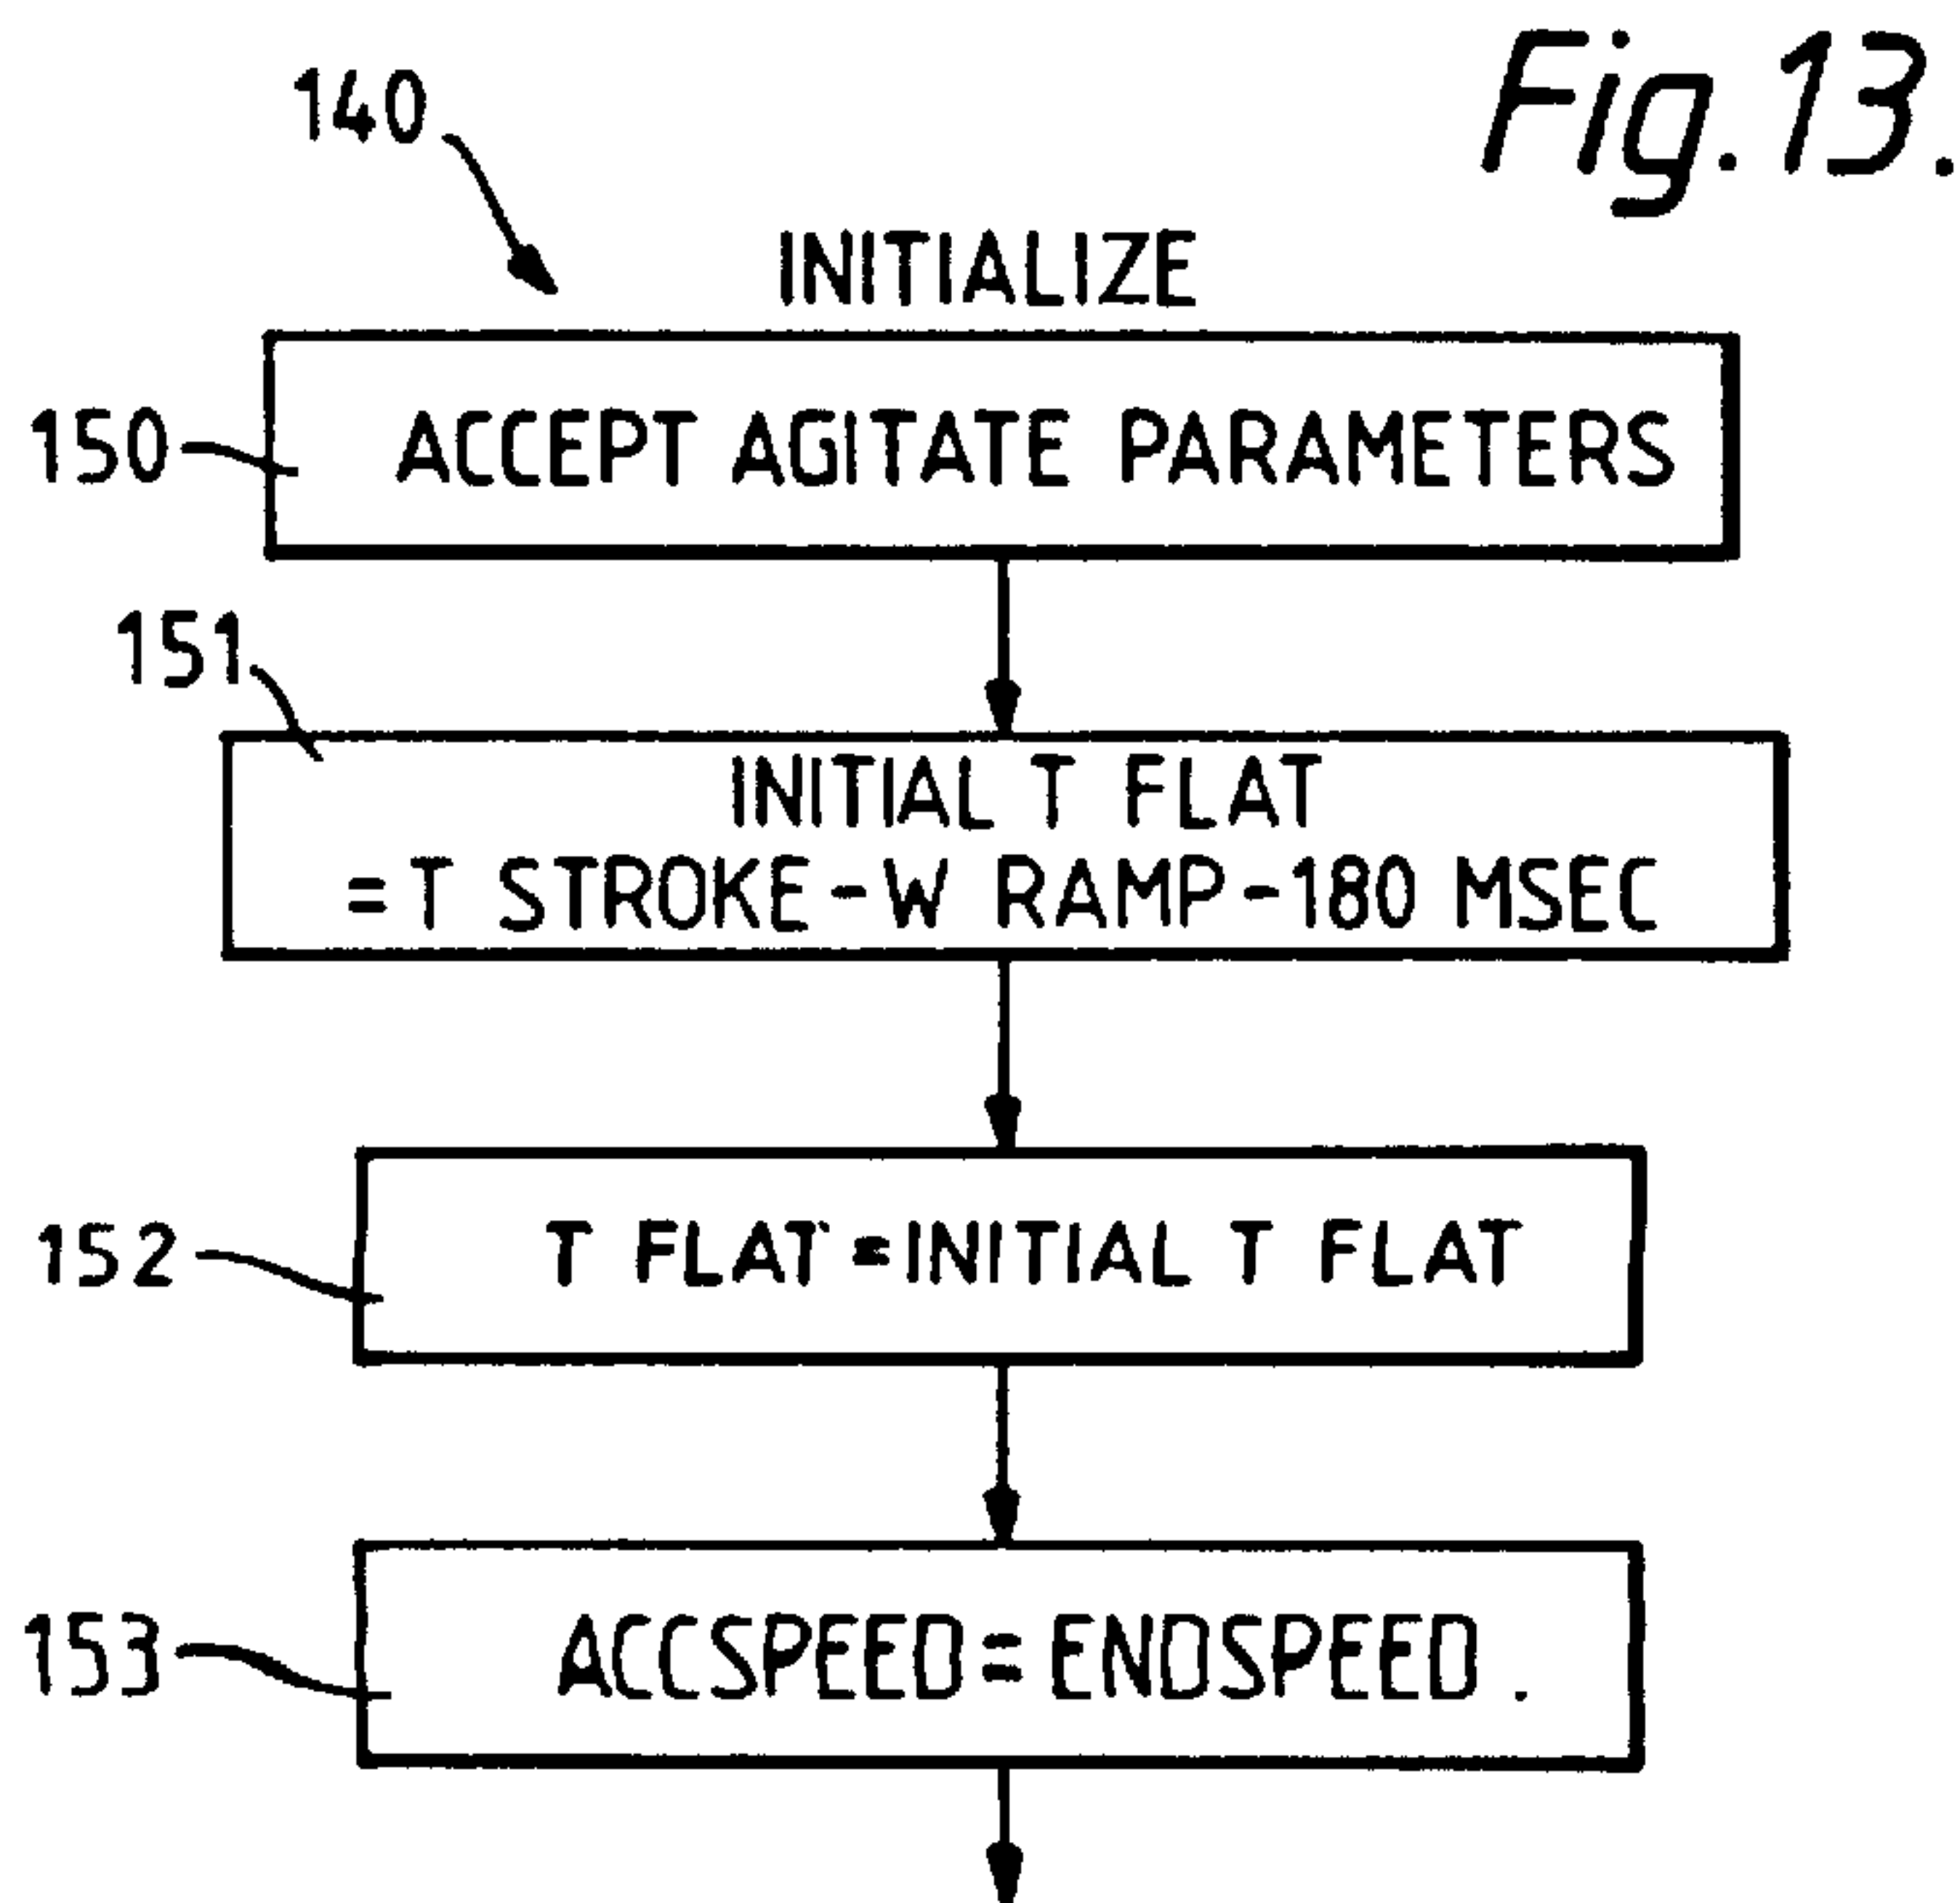 Fig. 13.
140
INITIALIZE
150
ACCEPT AGITATE PARAMETERS
151
INITIAL T FLAT
= T STROKE - W RAMP - 180 MSEC
152
T FLAT = INITIAL T FLAT
153
ACCSPEED = ENDSPEED .